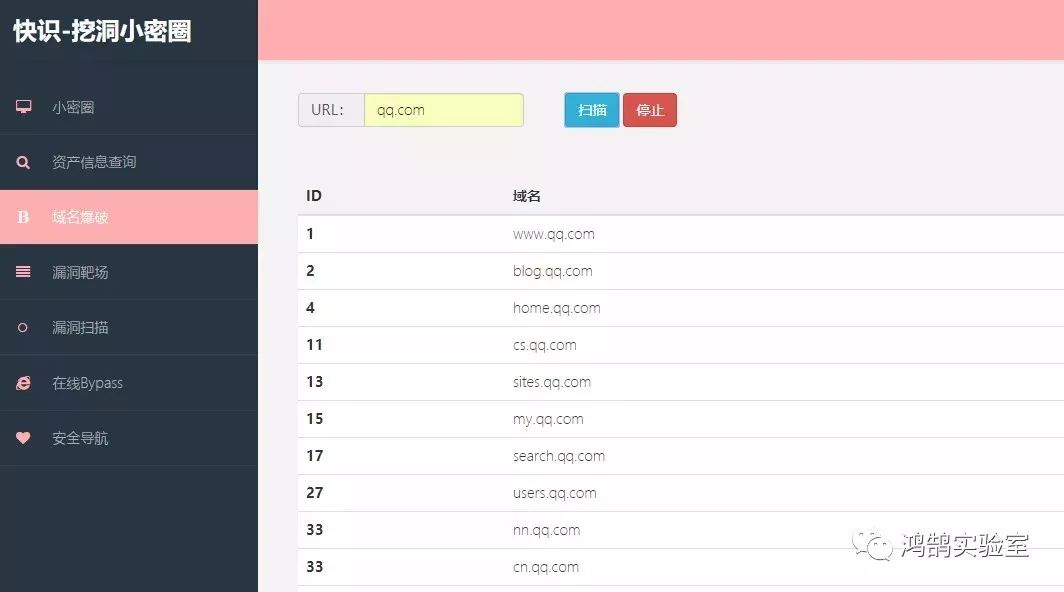 快识-挖洞小密圈
小密圈
资产信息查询
B 域名爆破
漏洞靶场
漏洞扫描
在线Bypass
安全导航
URL: qq.com 扫描 停止
ID 域名
1 www.qq.com
2 blog.qq.com
4 home.qq.com
11 cs.qq.com
13 sites.qq.com
15 my.qq.com
17 search.qq.com
27 users.qq.com
33 nn.qq.com
33 cn.qq.com
鸿鹄实验室